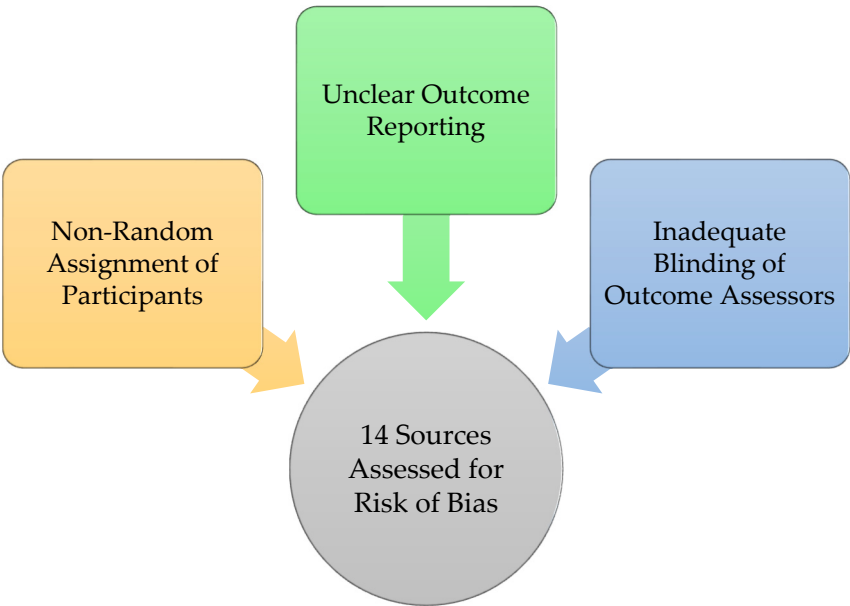 Unclear Outcome
Reporting
Non-Random
Assignment of
Participants
Inadequate
Blinding of
Outcome Assessors
14 Sources
Assessed for
Risk of Bias